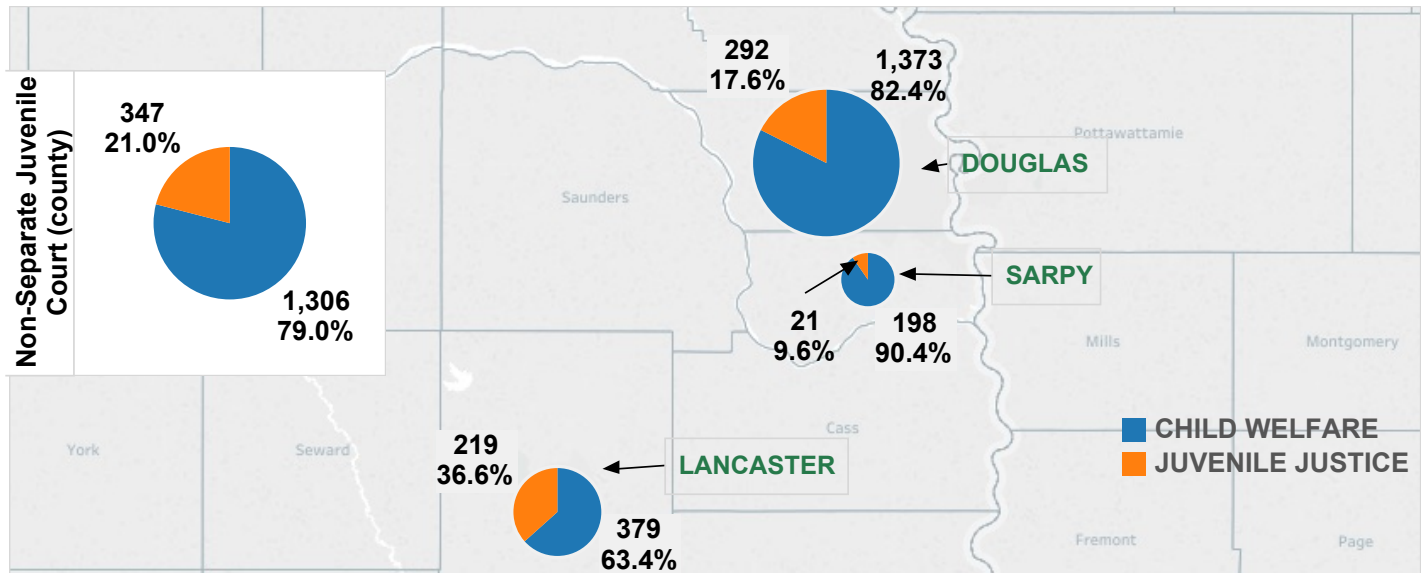 Non-Separate Juvenile
Court (county)
347
21.0%
1,306
79.0%
292
17.6%
1,373
82.4%
DOUGLAS
Pottawattamie
Saunders
SARPY
21
9.6%
198
90.4%
Mills
Montgomery
York
Seward
Cass
219
36.6%
LANCASTER
379
63.4%
CHILD WELFARE
JUVENILE JUSTICE
Fremont
Page